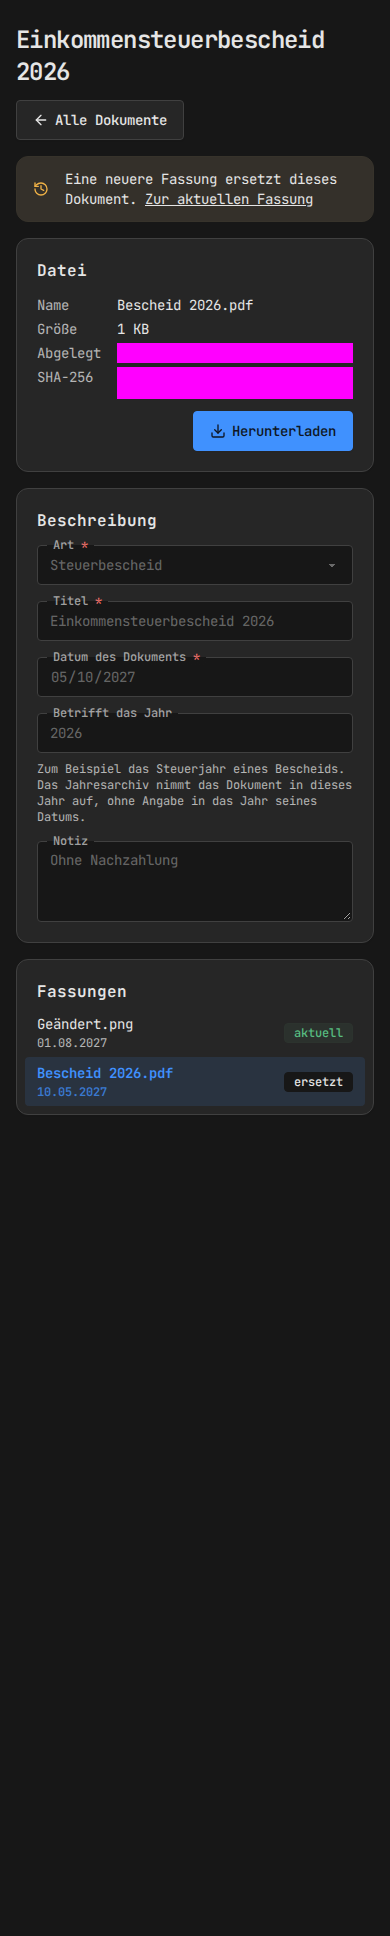 Einkommensteuerbescheid
2026
Alle Dokumente
Eine neuere Fassung ersetzt dieses
Dokument. Zur aktuellen Fassung
Datei
Name Bescheid 2026.pdf
Größe 1 KB
Abgelegt
SHA-256
Herunterladen
Beschreibung
Art *
Steuerbescheid
Titel *
Einkommensteuerbescheid 2026
Datum des Dokuments *
05/10/2027
Betrifft das Jahr
2026
Zum Beispiel das Steuerjahr eines Bescheids.
Das Jahresarchiv nimmt das Dokument in dieses
Jahr auf, ohne Angabe in das Jahr seines
Datums.
Notiz
Ohne Nachzahlung
Fassungen
Geändert.png
aktuell
01.08.2027
Bescheid 2026.pdf
ersetzt
10.05.2027